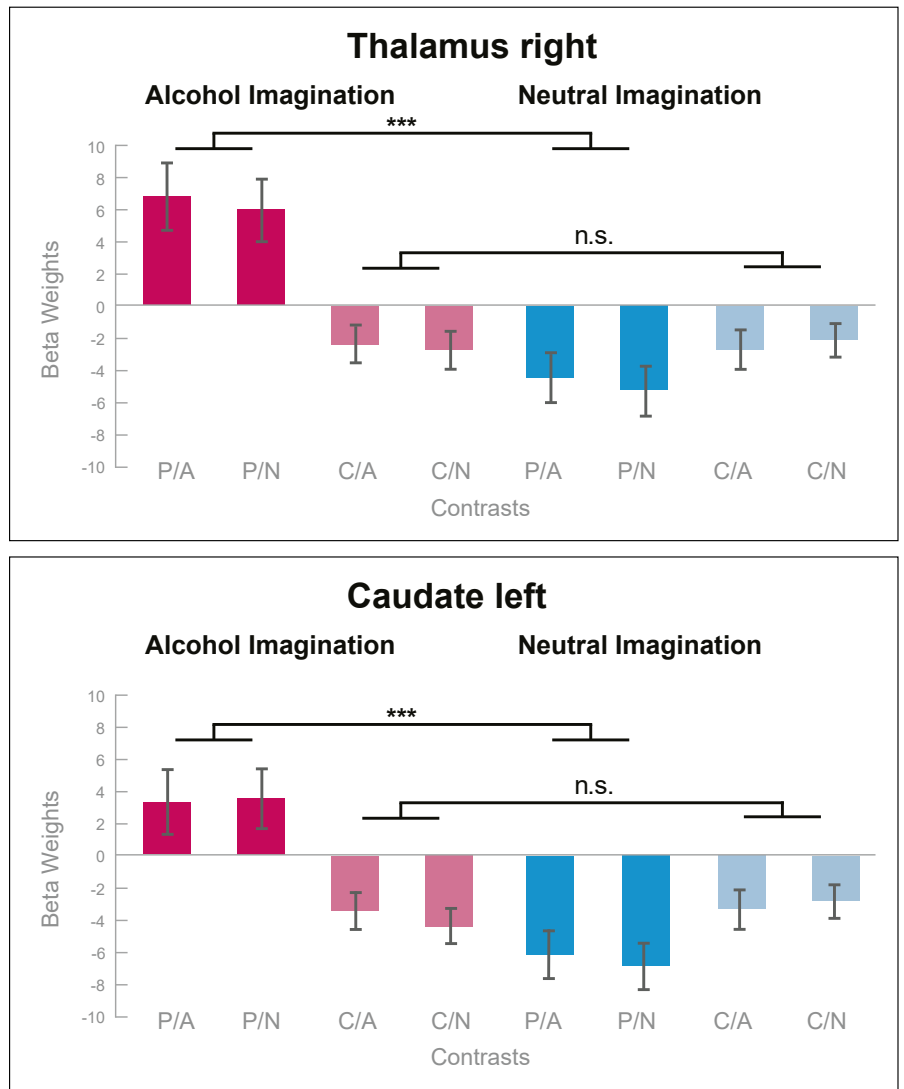 Thalamus right
Alcohol Imagination Neutral Imagination
***
n.s.
Beta Weights
10
8
6
4
2
0
-2
-4
-6
-8
-10
P/A P/N C/A C/N P/A P/N C/A C/N
Contrasts
Caudate left
Alcohol Imagination Neutral Imagination
***
n.s.
Beta Weights
10
8
6
4
2
0
-2
-4
-6
-8
-10
P/A P/N C/A C/N P/A P/N C/A C/N
Contrasts